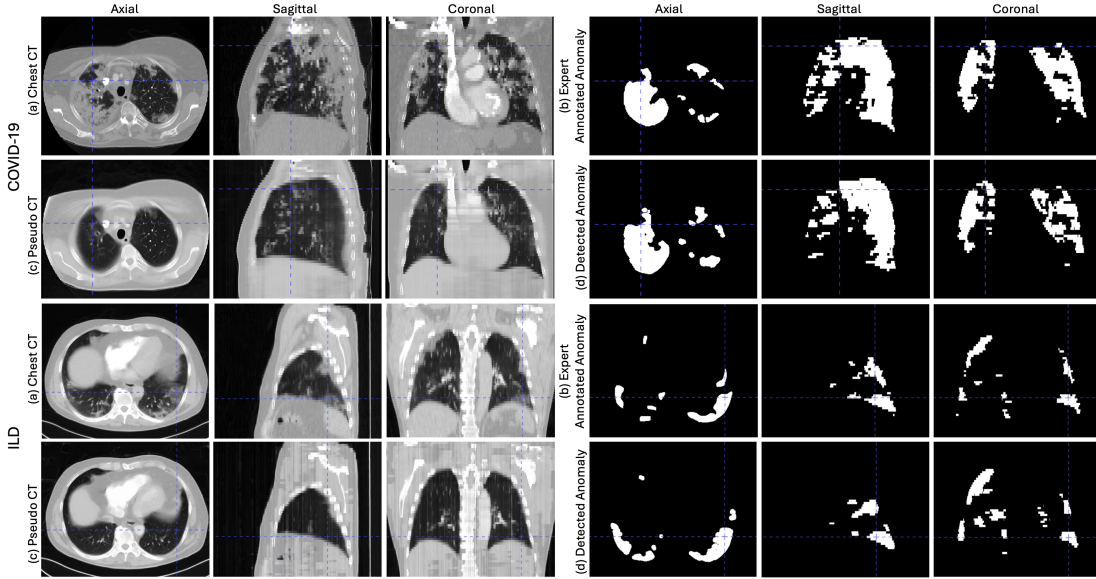 Axial Sagittal Coronal Axial Sagittal Coronal
COVID-19
(a) Chest CT
(b) Expert
Annotated Anomaly
(c) Pseudo CT
(d) Detected Anomaly
ILD
(a) Chest CT
(b) Expert
Annotated Anomaly
(c) Pseudo CT
(d) Detected Anomaly